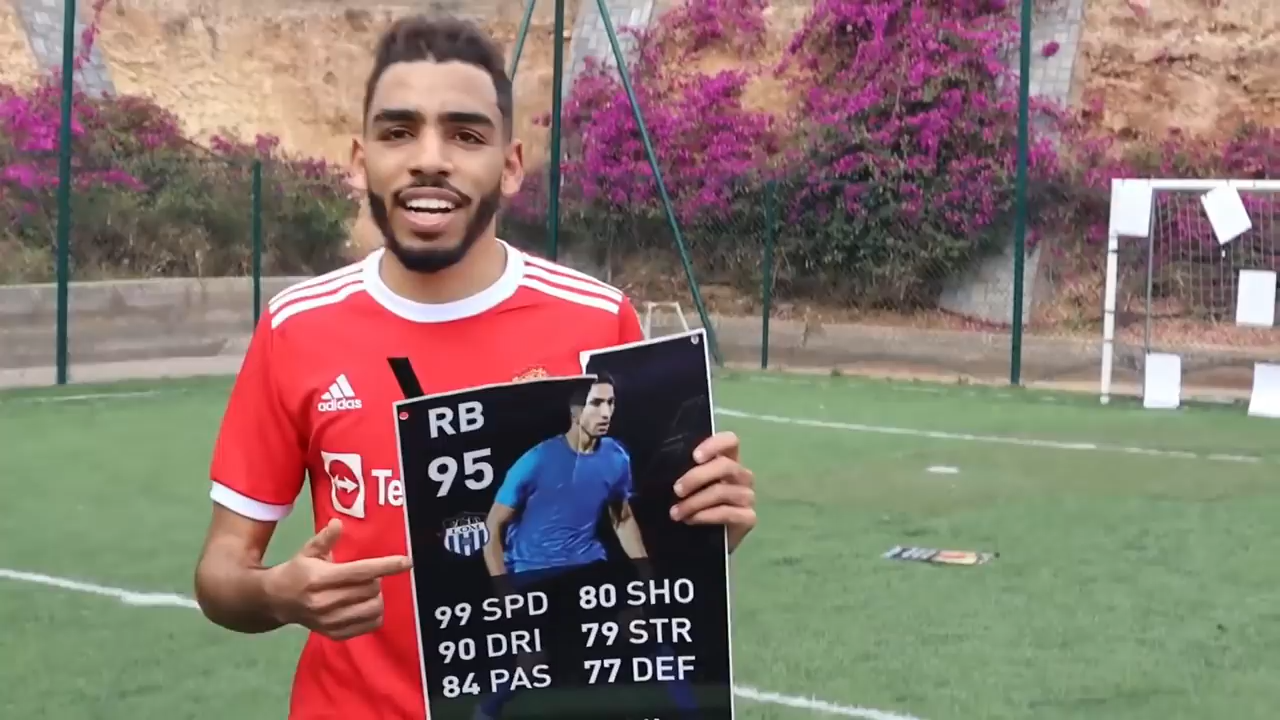 adidas
Te
RB
95
99 SPD
80 SHO
90 DRI
79 STR
84 PAS
77 DEF